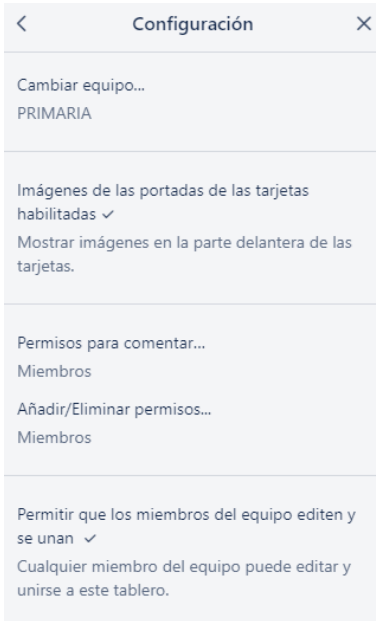 Configuración
Cambiar equipo...
PRIMARIA
Imágenes de las portadas de las tarjetas
habilitadas ✓
Mostrar imágenes en la parte delantera de las
tarjetas.
Permisos para comentar...
Miembros
Añadir/Eliminar permisos...
Miembros
Permitir que los miembros del equipo editen y
se unan ✓
Cualquier miembro del equipo puede editar y
unirse a este tablero.